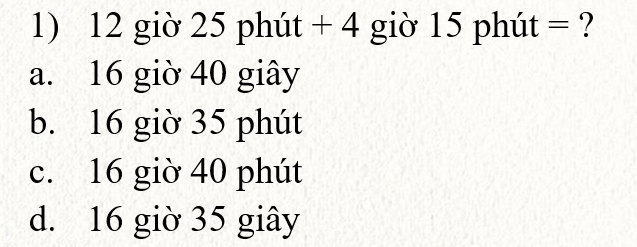 1) 12 giờ 25 phút + 4 giờ 15 phút = ?
a. 16 giờ 40 giây
b. 16 giờ 35 phút
c. 16 giờ 40 phút
d. 16 giờ 35 giây